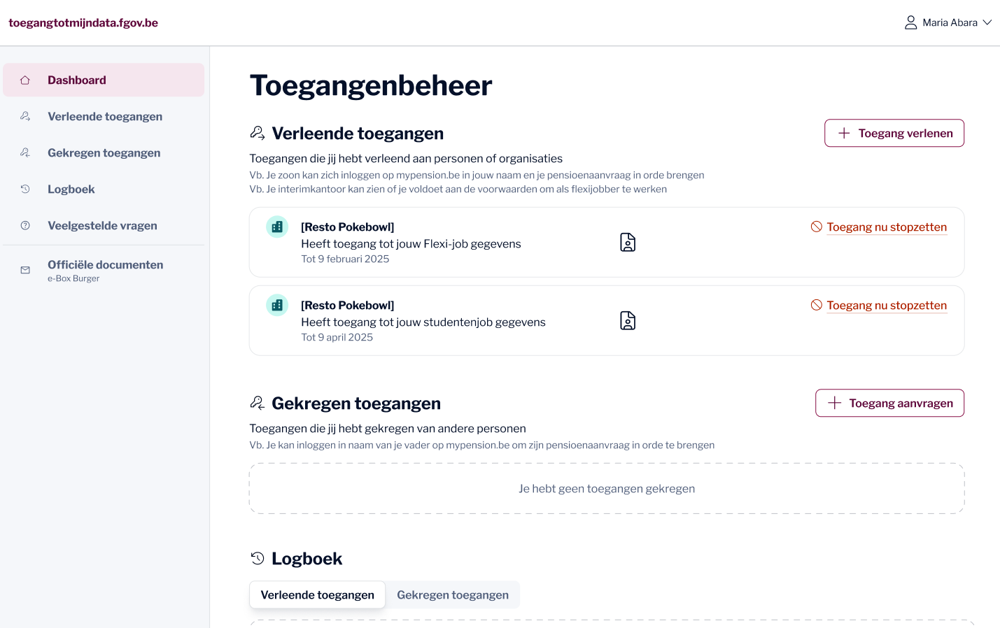 toegangtotmijndata.fgov.be
Maria Abara
Dashboard
Verleende toegangen
Gekregen toegangen
Logboek
Veelgestelde vragen
Officiële documenten
e-Box Burger
Toegangenbeheer
Verleende toegangen
Toegang verlenen
Toegangen die jij hebt verleend aan personen of organisaties
Vb. Je zoon kan zich inloggen op mypension.be in jouw naam en je pensioenaanvraag in orde brengen
Vb. Je interimkantoor kan zien of je voldoet aan de voorwaarden om als flexijobber te werken
[Resto Pokebowl]
Heeft toegang tot jouw Flexi-job gegevens
Tot 9 februari 2025
Toegang nu stopzetten
[Resto Pokebowl]
Heeft toegang tot jouw studentenjob gegevens
Tot 9 april 2025
Toegang nu stopzetten
Gekregen toegangen
Toegang aanvragen
Toegangen die jij hebt gekregen van andere personen
Vb. Je kan inloggen in naam van je vader op mypension.be om zijn pensioenaanvraag in orde te brengen
Je hebt geen toegangen gekregen
Logboek
Verleende toegangen
Gekregen toegangen